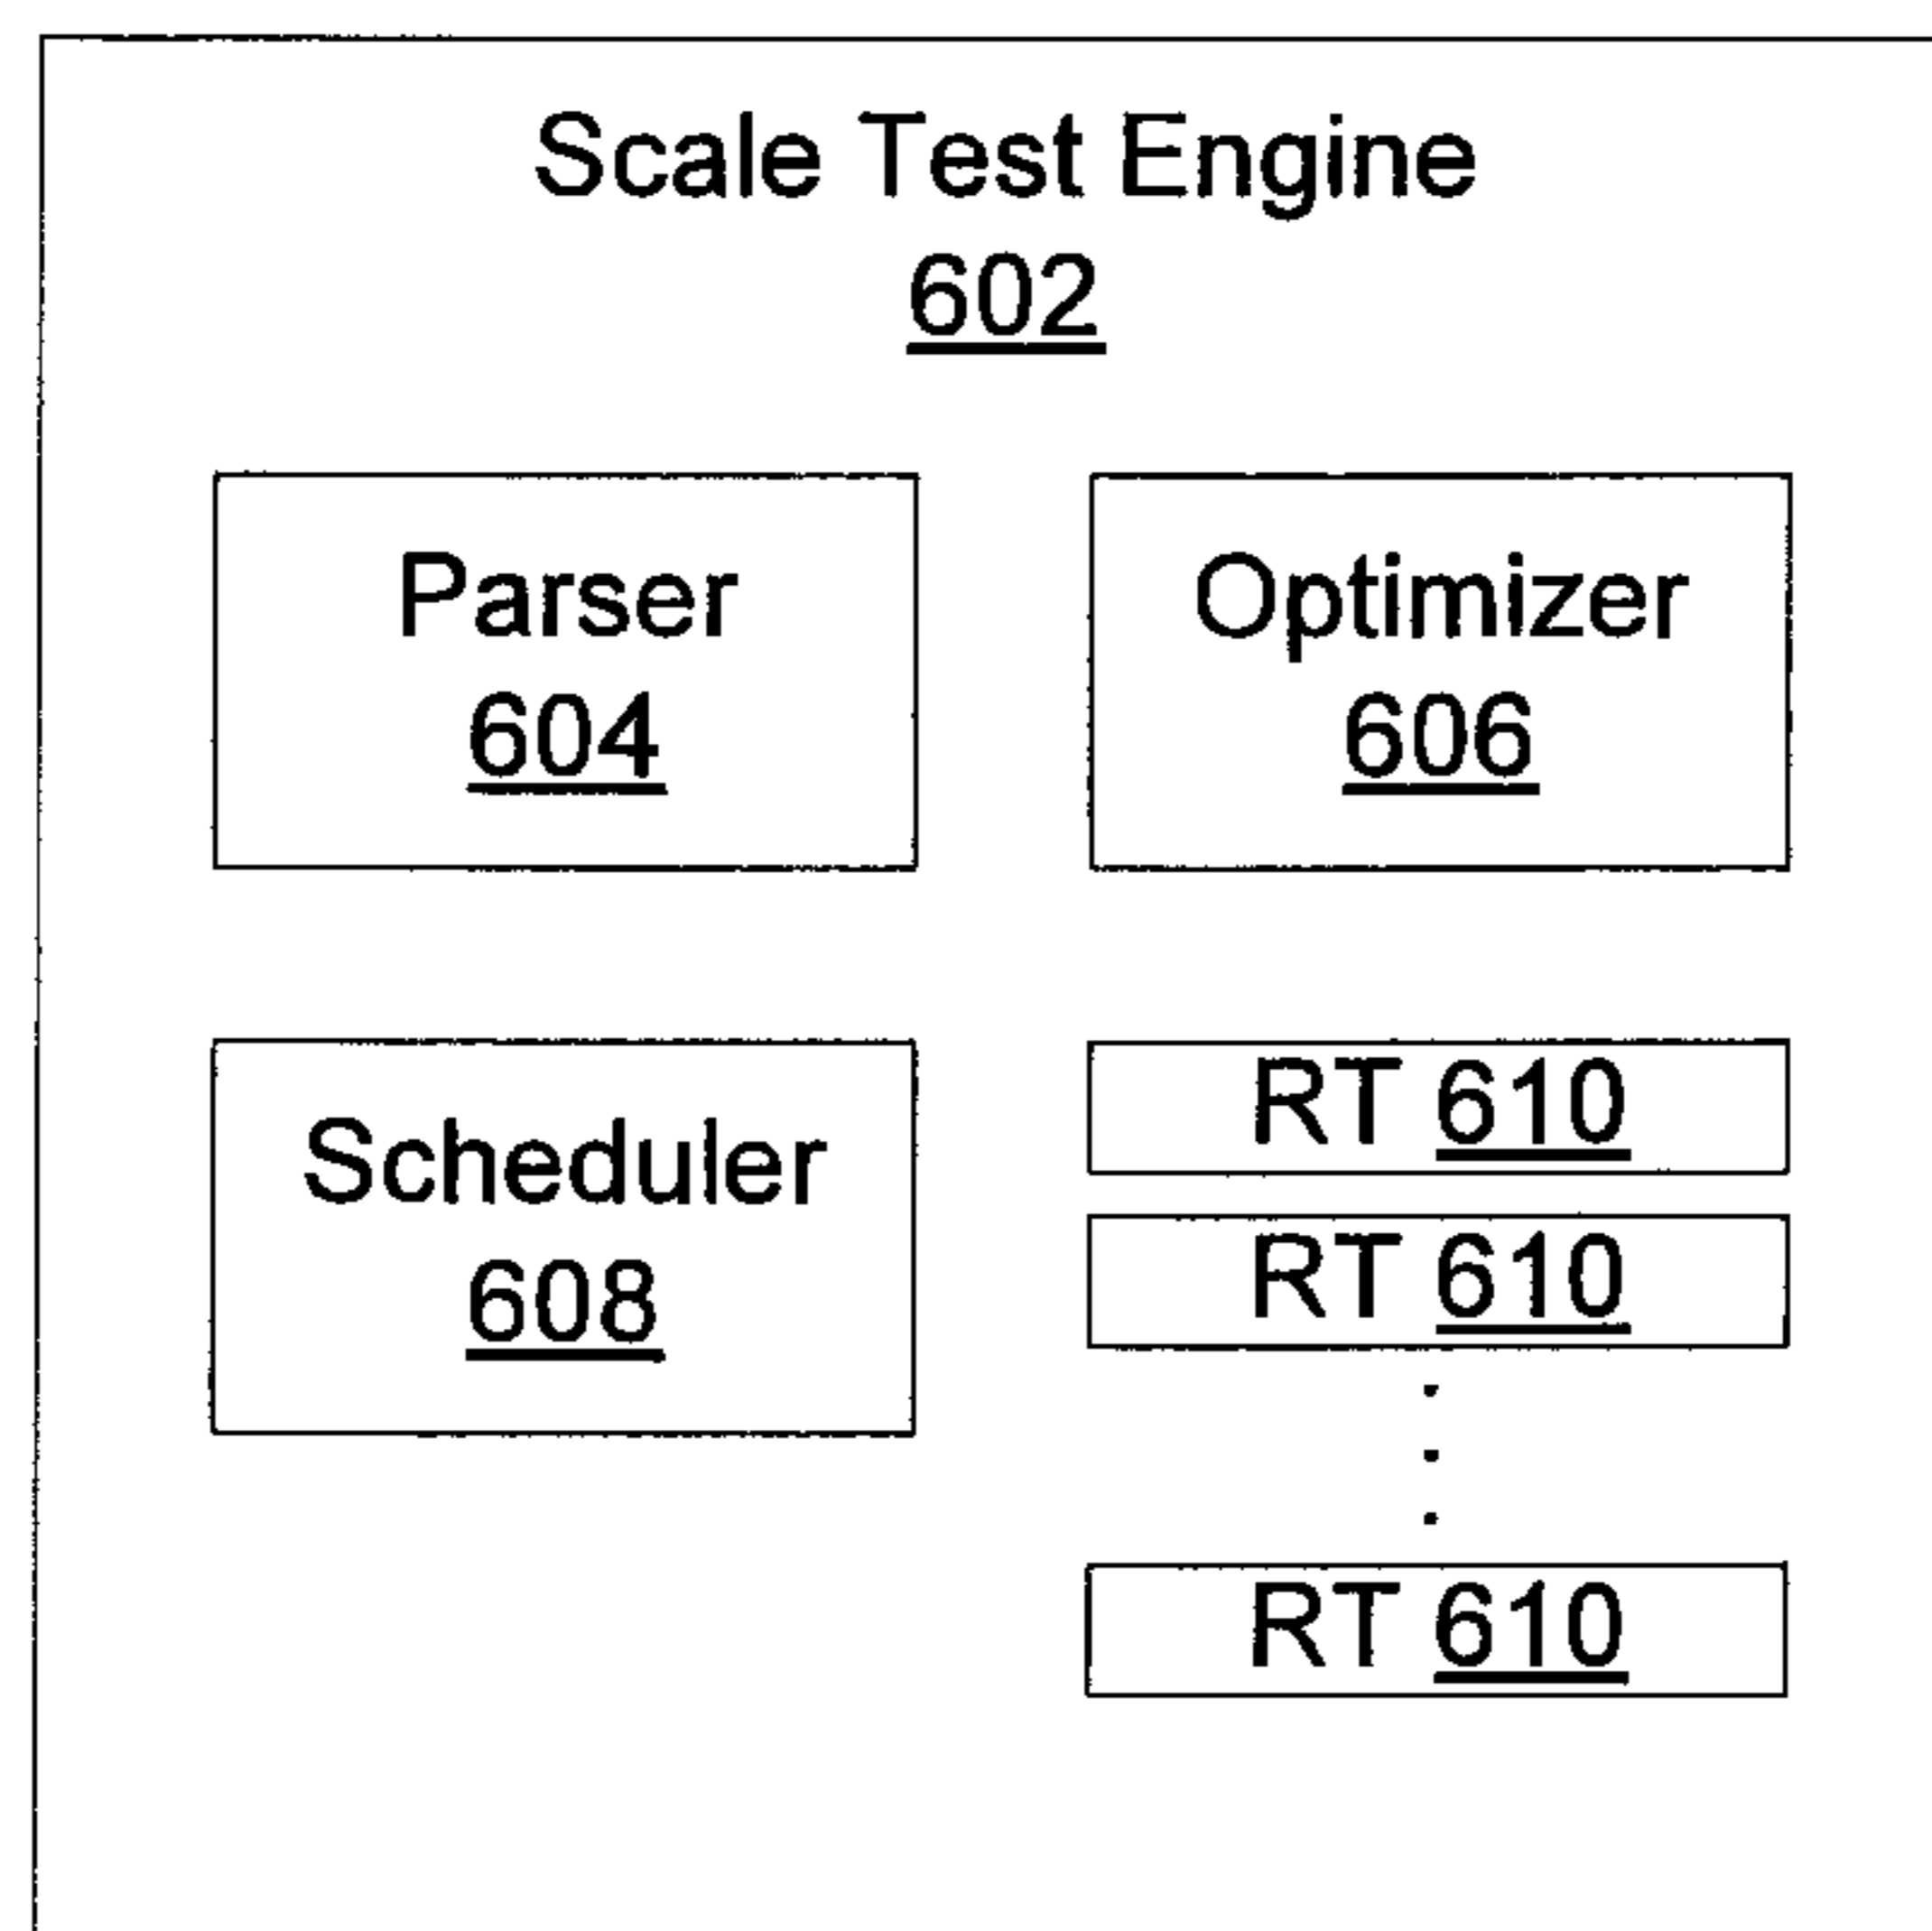 Scale Test Engine
602
Parser
604
Optimizer
606
Scheduler
608
RT 610
RT 610
RT 610